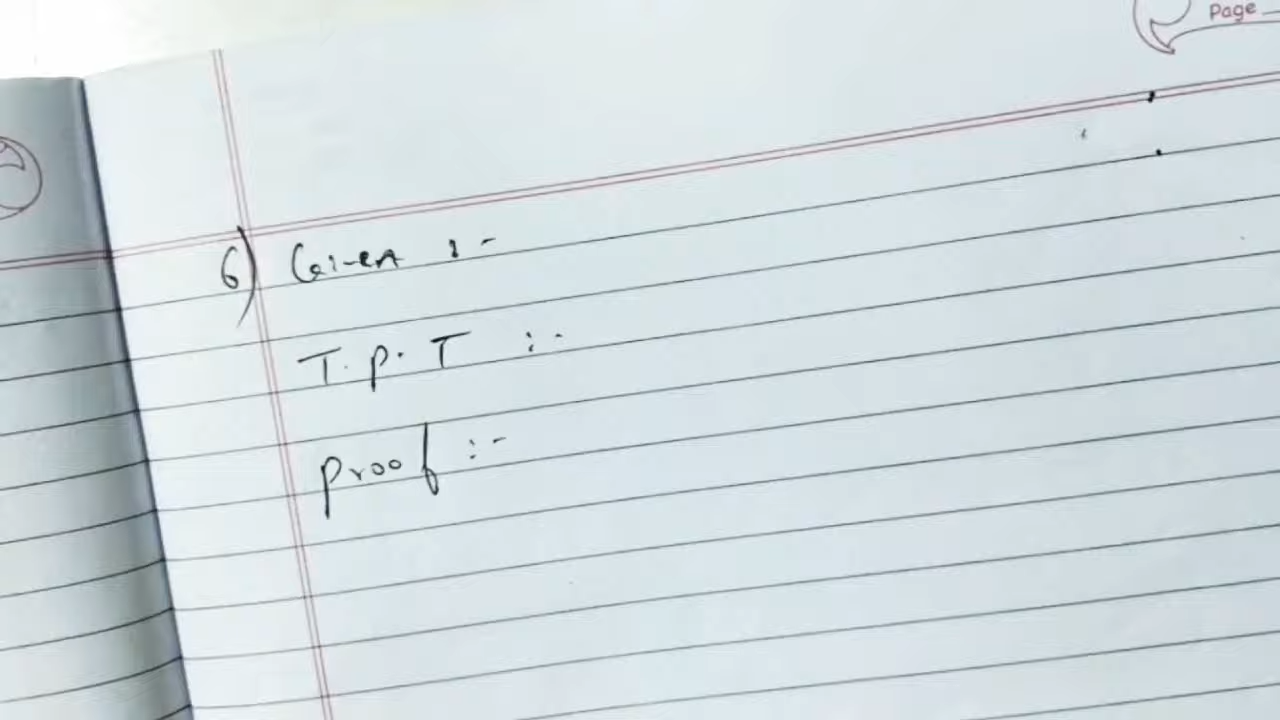 Page
6) Given :-
T.P.T :-
Proof :-